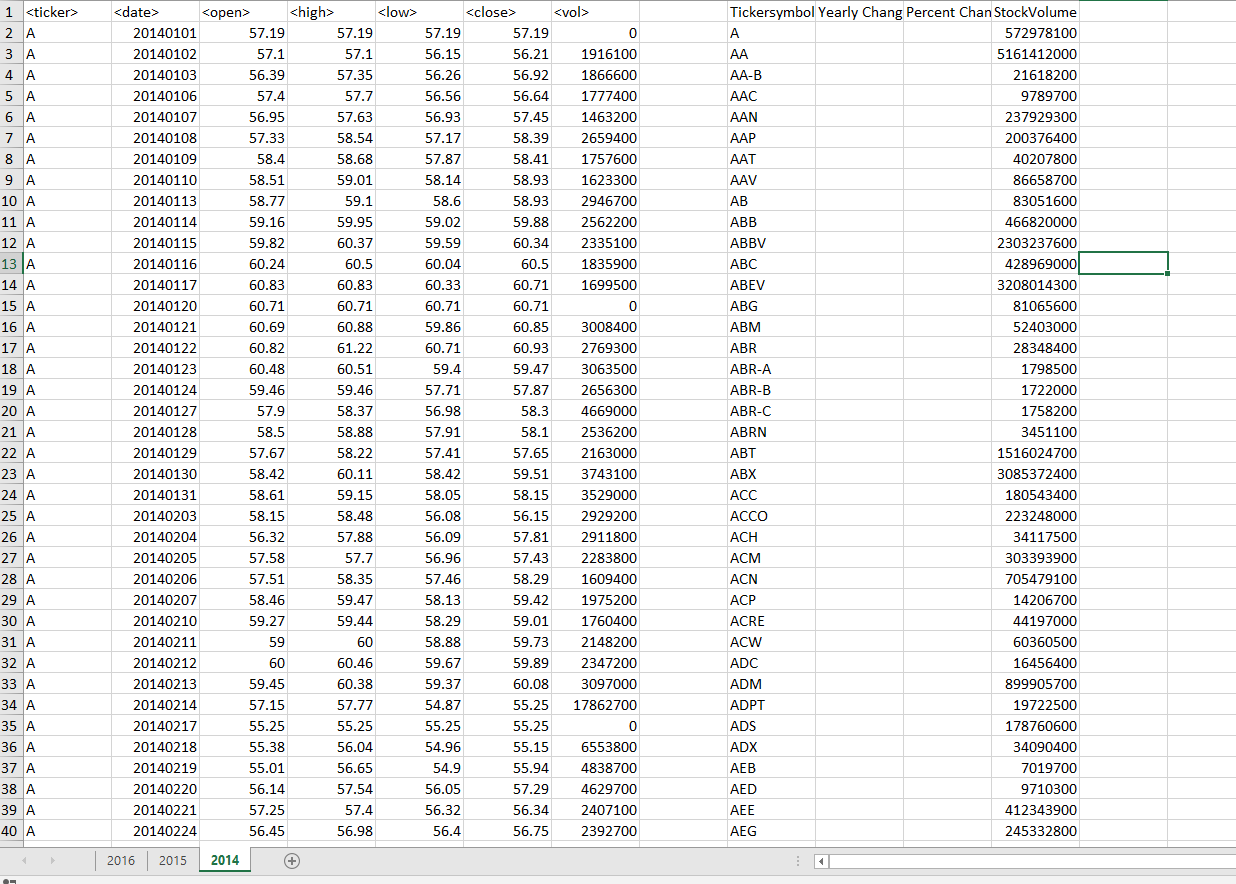 1 <ticker> <date> <open> <high> <low> <close> <vol> Tickersymbol Yearly Chang Percent Chan StockVolume
2 A 20140101 57.19 57.19 57.19 57.19 0 A 572978100
3 A 20140102 57.1 57.1 56.15 56.21 1916100 AA 5161412000
4 A 20140103 56.39 57.35 56.26 56.92 1866600 AA-B 21618200
5 A 20140106 57.4 57.7 56.56 56.64 1777400 AAC 9789700
6 A 20140107 56.95 57.63 56.93 57.45 1463200 AAN 237929300
7 A 20140108 57.33 58.54 57.17 58.39 2659400 AAP 200376400
8 A 20140109 58.4 58.68 57.87 58.41 1757600 AAT 40207800
9 A 20140110 58.51 59.01 58.14 58.93 1623300 AAV 86658700
10 A 20140113 58.77 59.1 58.6 58.93 2946700 AB 83051600
11 A 20140114 59.16 59.95 59.02 59.88 2562200 ABB 466820000
12 A 20140115 59.82 60.37 59.59 60.34 2335100 ABBV 2303237600
13 A 20140116 60.24 60.5 60.04 60.5 1835900 ABC 428969000
14 A 20140117 60.83 60.83 60.33 60.71 1699500 ABEV 3208014300
15 A 20140120 60.71 60.71 60.71 60.71 0 ABG 81065600
16 A 20140121 60.69 60.88 59.86 60.85 3008400 ABM 52403000
17 A 20140122 60.82 61.22 60.71 60.93 2769300 ABR 28348400
18 A 20140123 60.48 60.51 59.4 59.47 3063500 ABR-A 1798500
19 A 20140124 59.46 59.46 57.71 57.87 2656300 ABR-B 1722000
20 A 20140127 57.9 58.37 56.98 58.3 4669000 ABR-C 1758200
21 A 20140128 58.5 58.88 57.91 58.1 2536200 ABRN 3451100
22 A 20140129 57.67 58.22 57.41 57.65 2163000 ABT 1516024700
23 A 20140130 58.42 60.11 58.42 59.51 3743100 ABX 3085372400
24 A 20140131 58.61 59.15 58.05 58.15 3529000 ACC 180543400
25 A 20140203 58.15 58.48 56.08 56.15 2929200 ACCO 223248000
26 A 20140204 56.32 57.88 56.09 57.81 2911800 ACH 34117500
27 A 20140205 57.58 57.7 56.96 57.43 2283800 ACM 303393900
28 A 20140206 57.51 58.35 57.46 58.29 1609400 ACN 705479100
29 A 20140207 58.46 59.47 58.13 59.42 1975200 ACP 14206700
30 A 20140210 59.27 59.44 58.29 59.01 1760400 ACRE 44197000
31 A 20140211 59 60 58.88 59.73 2148200 ACW 60360500
32 A 20140212 60 60.46 59.67 59.89 2347200 ADC 16456400
33 A 20140213 59.45 60.38 59.37 60.08 3097000 ADM 899905700
34 A 20140214 57.15 57.77 54.87 55.25 17862700 ADPT 19722500
35 A 20140217 55.25 55.25 55.25 55.25 0 ADS 178760600
36 A 20140218 55.38 56.04 54.96 55.15 6553800 ADX 34090400
37 A 20140219 55.01 56.65 54.9 55.94 4838700 AEB 7019700
38 A 20140220 56.14 57.54 56.05 57.29 4629700 AED 9710300
39 A 20140221 57.25 57.4 56.32 56.34 2407100 AEE 412343900
40 A 20140224 56.45 56.98 56.4 56.75 2392700 AEG 245332800
2016 2015 2014